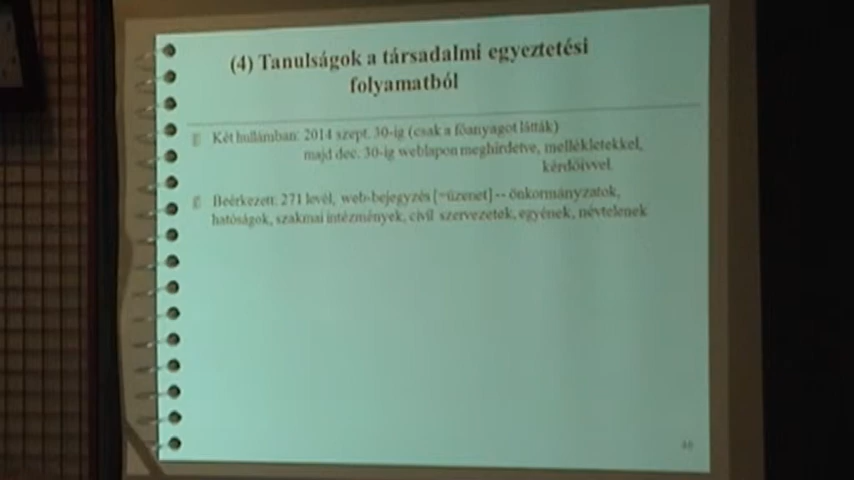 (4) Tanulságok a társadalmi egyeztetési
folyamatból
Két hullámban: 2014 szept. 30-ig (csak a főanyagot látták)
majd dec. 30-ig weblapon meghirdetve, mellékletekkel,
kérdőívvel
Beérkezett: 271 levél, web-bejegyzés [~üzenet] -- önkormányzatok,
hatóságok, szakmai intézmények, civil szervezetek, egyének, névtelenek